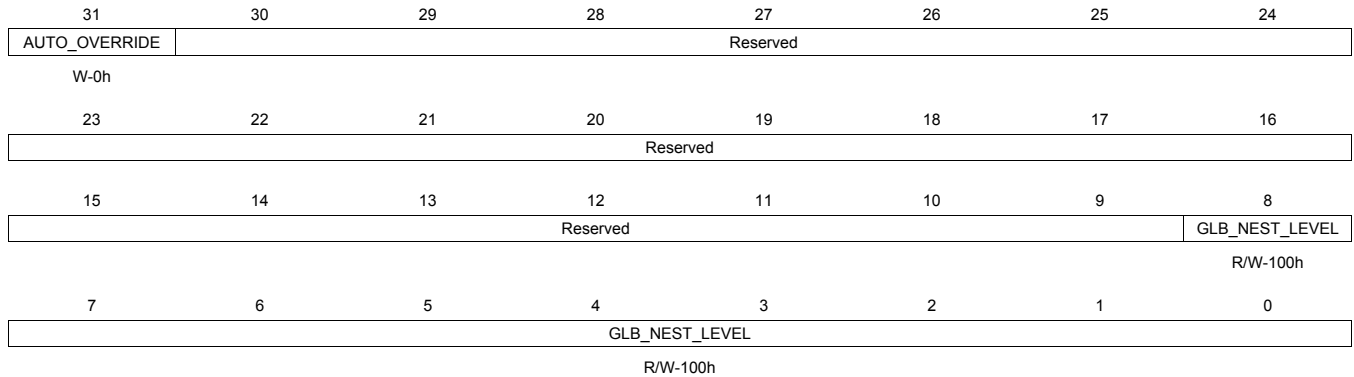 31 30 29 28 27 26 25 24
AUTO_OVERRIDE Reserved
W-0h
23 22 21 20 19 18 17 16
Reserved
15 14 13 12 11 10 9 8
Reserved GLB_NEST_LEVEL
R/W-100h
7 6 5 4 3 2 1 0
GLB_NEST_LEVEL
R/W-100h